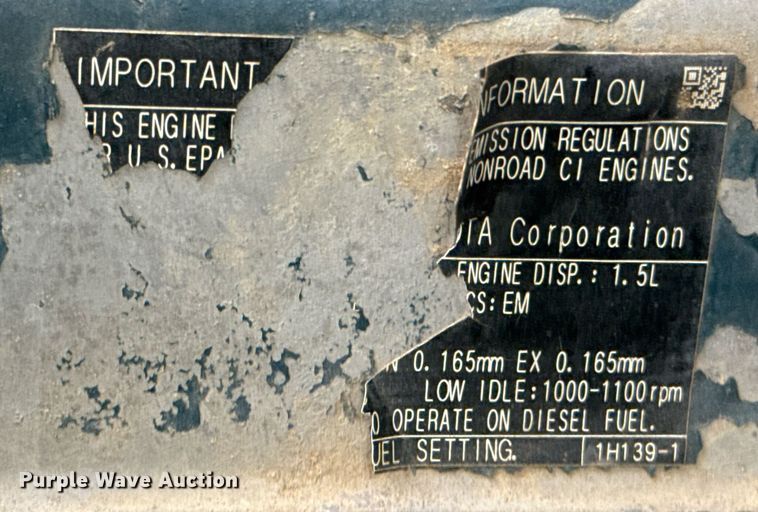 IMPORTANT
NFORMATION
HIS ENGINE
MISSION REGULATIONS
R U.S.EPA
NONROAD CI ENGINES.
TA Corporation
ENGINE DISP.: 1.5L
CS:EM
N 0.165mm EX 0.165mm
LOW IDLE:1000-1100rpm
O OPERATE ON DIESEL FUEL.
UEL SETTING.
1H139-1
Purple Wave Auction